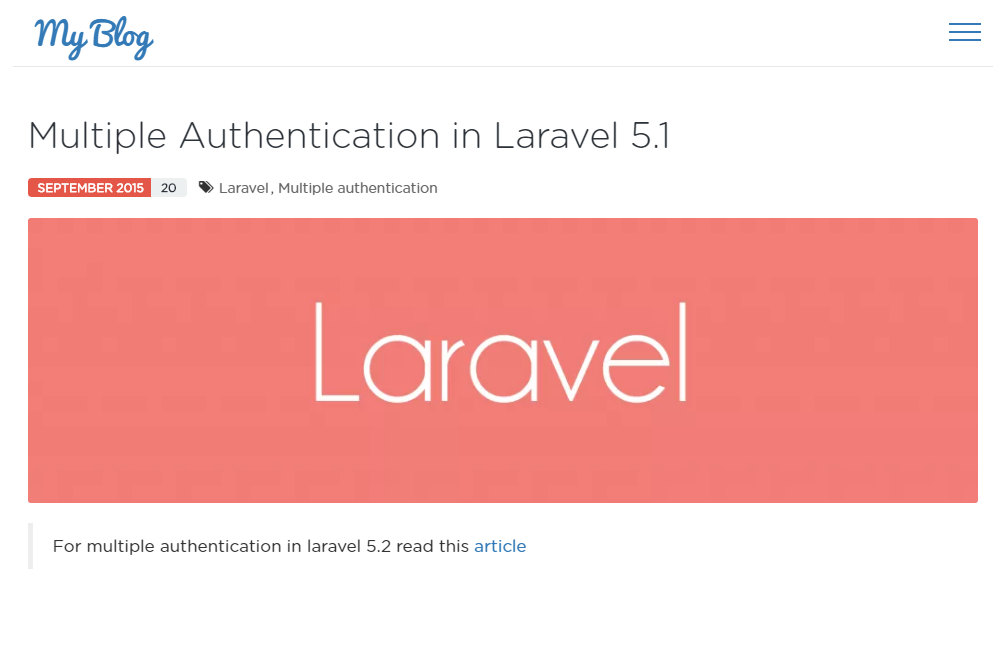 My Blog
Multiple Authentication in Laravel 5.1
SEPTEMBER 2015 20 Laravel, Multiple authentication
Laravel
For multiple authentication in laravel 5.2 read this article